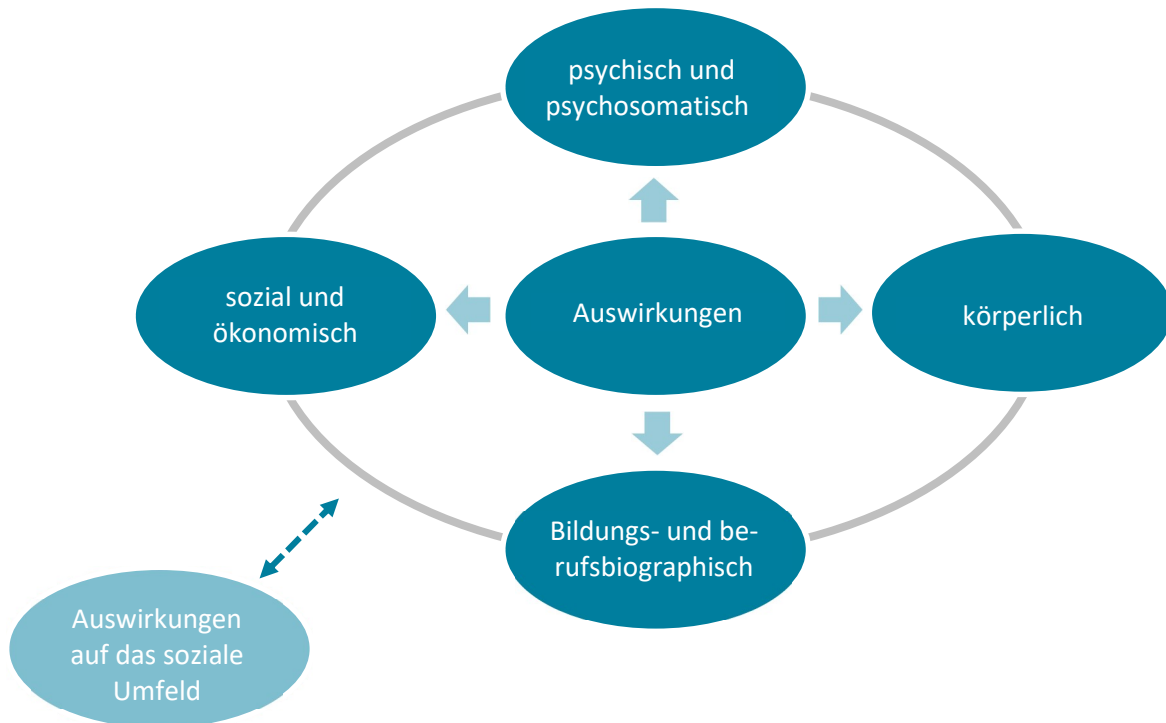 psychisch und
psychosomatisch
sozial und
ökonomisch
Auswirkungen
körperlich
Bildungs- und be-
rufsbiographisch
Auswirkungen
auf das soziale
Umfeld